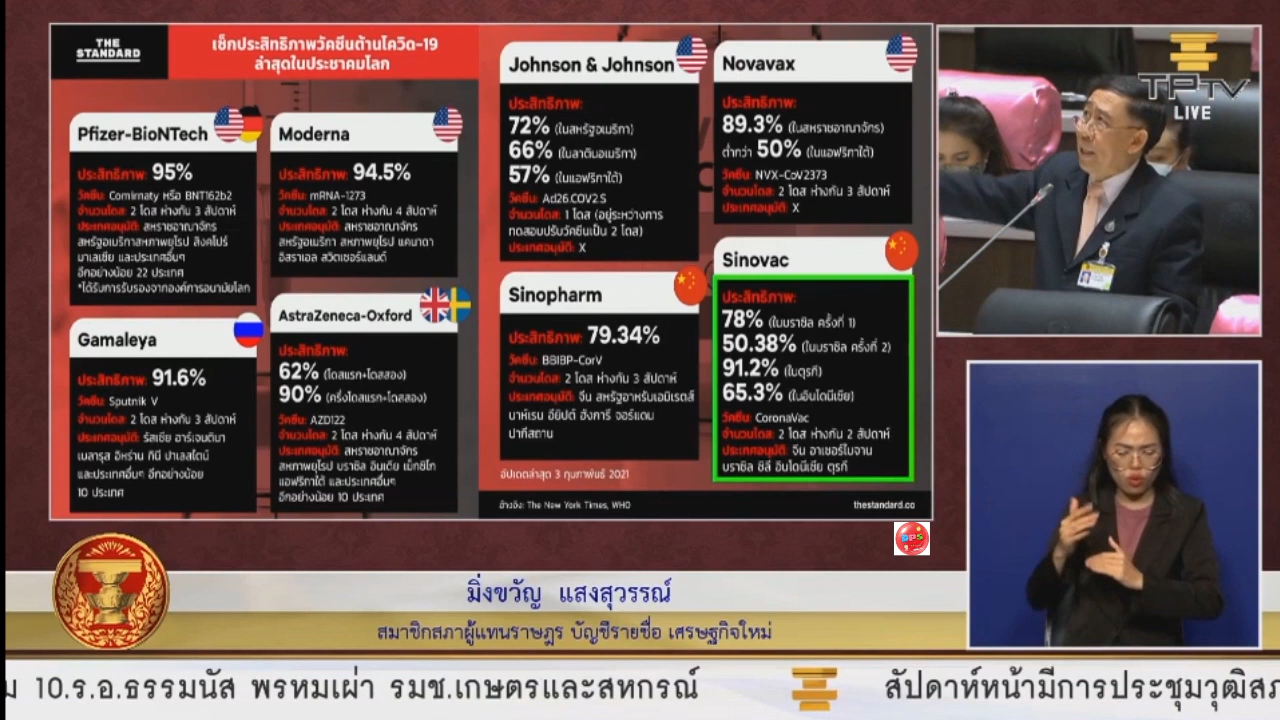 THE
STANDARD
เช็กประสิทธิภาพวัคซีนต้านโควิด-19
ล่าสุดในประชาคมโลก
Pfizer-BioNTech
ประสิทธิภาพ: 95%
วัคซีน: Comirnaty หรือ BNT162b2
จำนวนโดส: 2 โดส ห่างกัน 3 สัปดาห์
ประเทศอนุมัติ: สหราชอาณาจักร
สหรัฐอเมริกาสหภาพยุโรป สิงคโปร์
มาเลเซีย และประเทศอื่นๆ
อีกอย่างน้อย 22 ประเทศ
*ได้รับการรับรองจากองค์การอนามัยโลก
Moderna
ประสิทธิภาพ: 94.5%
วัคซีน: mRNA-1273
จำนวนโดส: 2 โดส ห่างกัน 4 สัปดาห์
ประเทศอนุมัติ: สหราชอาณาจักร
สหรัฐอเมริกา สหภาพยุโรป แคนาดา
อิสราเอล สวิตเซอร์แลนด์
Gamaleya
ประสิทธิภาพ: 91.6%
วัคซีน: Sputnik V
จำนวนโดส: 2 โดส ห่างกัน 3 สัปดาห์
ประเทศอนุมัติ: รัสเซีย อาร์เจนตินา
เบลารุส อิหร่าน กินี ปาเลสไตน์
และประเทศอื่นๆ อีกอย่างน้อย
10 ประเทศ
AstraZeneca-Oxford
ประสิทธิภาพ:
62% (โดสแรก+โดสสอง)
90% (ครึ่งโดสแรก+โดสสอง)
วัคซีน: AZD122
จำนวนโดส: 2 โดส ห่างกัน 4 สัปดาห์
ประเทศอนุมัติ: สหราชอาณาจักร
สหภาพยุโรป บราซิล อินเดีย เม็กซิโก
แอฟริกาใต้ และประเทศอื่นๆ
อีกอย่างน้อย 10 ประเทศ
Johnson & Johnson
ประสิทธิภาพ:
72% (ในสหรัฐอเมริกา)
66% (ในลาตินอเมริกา)
57% (ในแอฟริกาใต้)
วัคซีน: Ad26.COV2.S
จำนวนโดส: 1 โดส (อยู่ระหว่างการ
ทดสอบปรับวัคซีนเป็น 2 โดส)
ประเทศอนุมัติ: X
Novavax
ประสิทธิภาพ:
89.3% (ในสหราชอาณาจักร)
ต่ำกว่า 50% (ในแอฟริกาใต้)
วัคซีน: NVX-CoV2373
จำนวนโดส: 2 โดส ห่างกัน 3 สัปดาห์
ประเทศอนุมัติ: X
Sinopharm
ประสิทธิภาพ: 79.34%
วัคซีน: BBIBP-CorV
จำนวนโดส: 2 โดส ห่างกัน 3 สัปดาห์
ประเทศอนุมัติ: จีน สหรัฐอาหรับเอมิเรตส์
บาห์เรน อียิปต์ ฮังการี จอร์แดน
ปากีสถาน
Sinovac
ประสิทธิภาพ:
78% (ในบราซิล ครั้งที่ 1)
50.38% (ในบราซิล ครั้งที่ 2)
91.2% (ในตุรกี)
65.3% (ในอินโดนีเซีย)
วัคซีน: CoronaVac
จำนวนโดส: 2 โดส ห่างกัน 2 สัปดาห์
ประเทศอนุมัติ: จีน อาเซอร์ไบจาน
บราซิล ชิลี อินโดนีเซีย ตุรกี
อัปเดตล่าสุด 3 กุมภาพันธ์ 2021
อ้างอิง: The New York Times, WHO
thestandard.co
TPTV
LIVE
DPS
มิ่งขวัญ แสงสุวรรณ์
สมาชิกสภาผู้แทนราษฎร บัญชีรายชื่อ เศรษฐกิจใหม่
ม 10.ร.อ.ธรรมนัส พรหมเผ่า รมช.เกษตรและสหกรณ์
สัปดาห์หน้ามีการประชุมวุฒิสภ